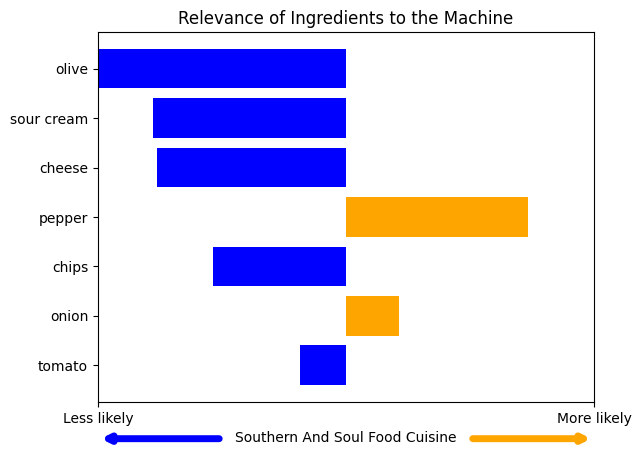 Relevance of Ingredients to the Machine
olive
sour cream
cheese
pepper
chips
onion
tomato
Less likely More likely
Southern And Soul Food Cuisine